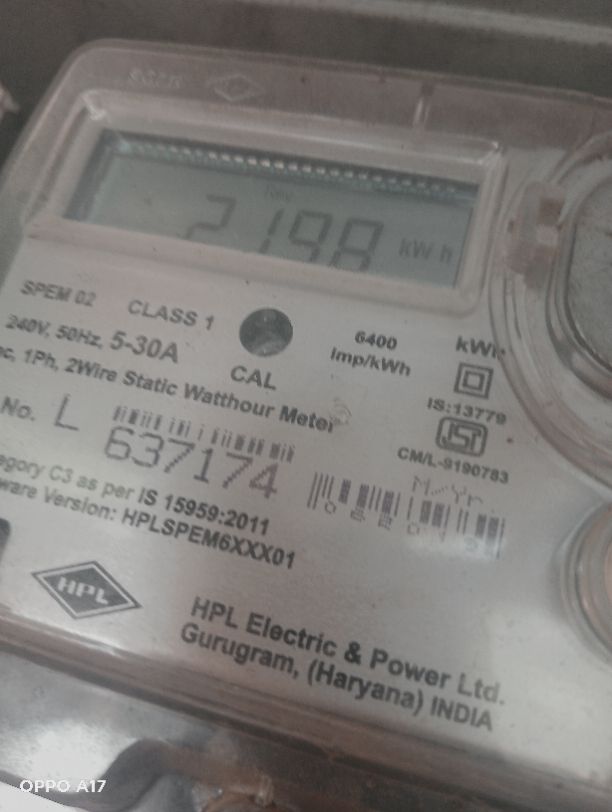 2198 kWh
SPEM 02 CLASS 1
240V, 50Hz, 5-30A
CAL
6400
Imp/kWh
kWh
1Ph, 2Wire Static Watthour Meter
IS:13779
CM/L-9190783
No. L 637174
M/Yr.
C3 as per IS 15959:2011
Version: HPLSPEM6XXX01
HPL
HPL Electric & Power Ltd.
Gurugram, (Haryana) INDIA
OPPO A17